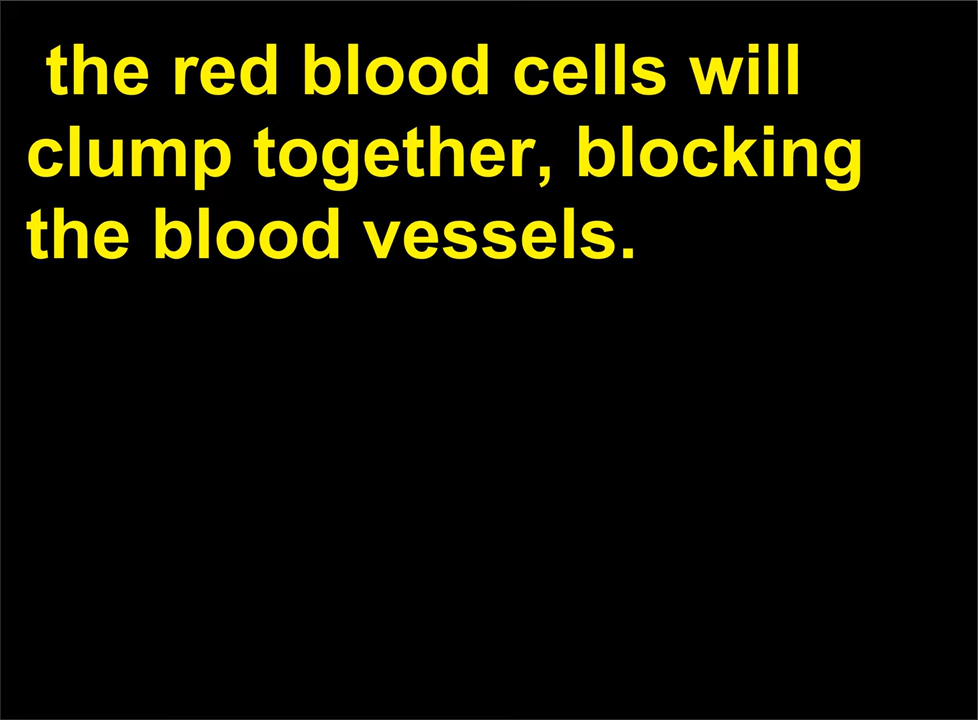 the red blood cells will
clump together, blocking
the blood vessels.